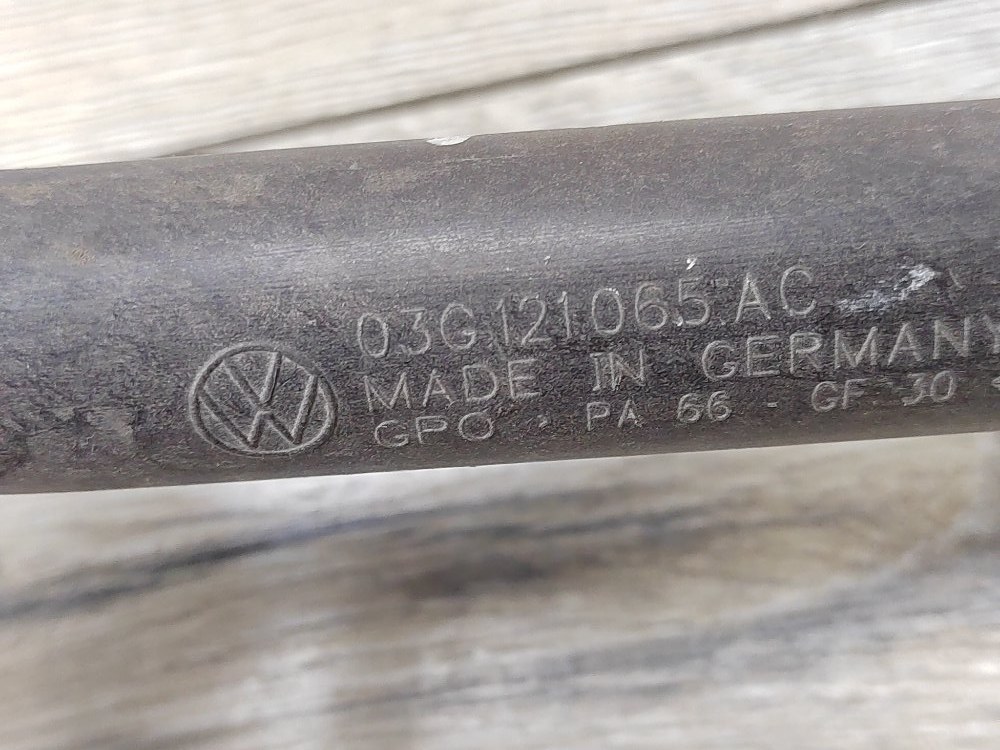 03G 121 065 AC
MADE IN GERMANY
GPO · PA 66 - GF 30